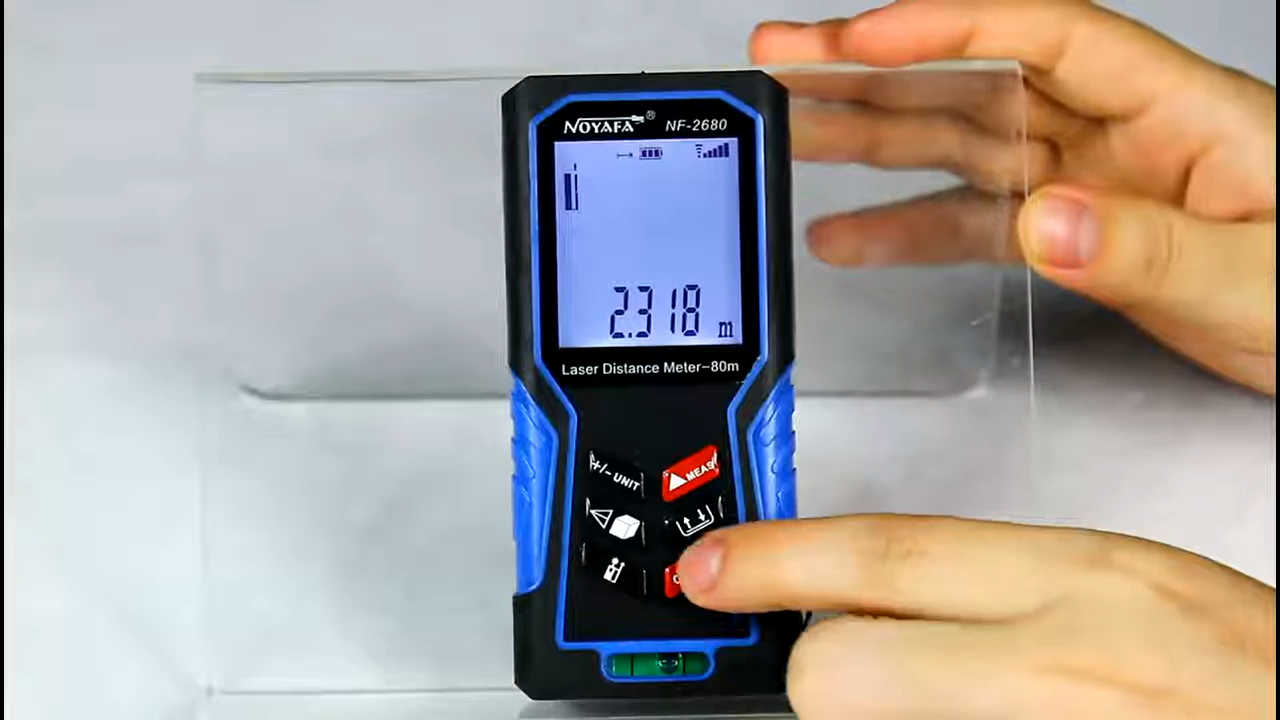 NOYAFA ® NF-2680
2.318 m
Laser Distance Meter-80m
+/- UNIT
MEAS